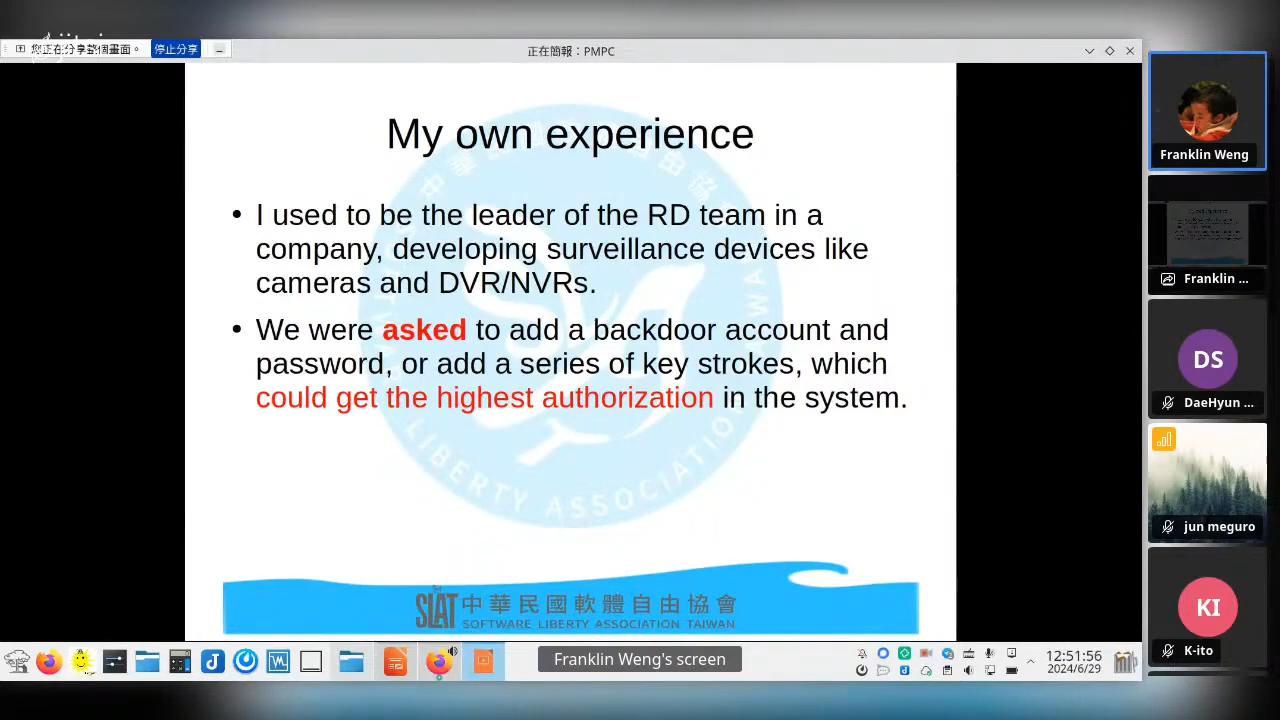 您正在分享整個畫面。
停止分享
正在簡報：PMPC
My own experience
• I used to be the leader of the RD team in a
company, developing surveillance devices like
cameras and DVR/NVRs.
• We were asked to add a backdoor account and
password, or add a series of key strokes, which
could get the highest authorization in the system.
LIBERTY ASSOCIATION
SLAT 中華民國軟體自由協會
SOFTWARE LIBERTY ASSOCIATION TAIWAN
Franklin Weng's screen
12:51:56
2024/6/29
Franklin Weng
Franklin ...
DS
DaeHyun ...
jun meguro
KI
K-ito